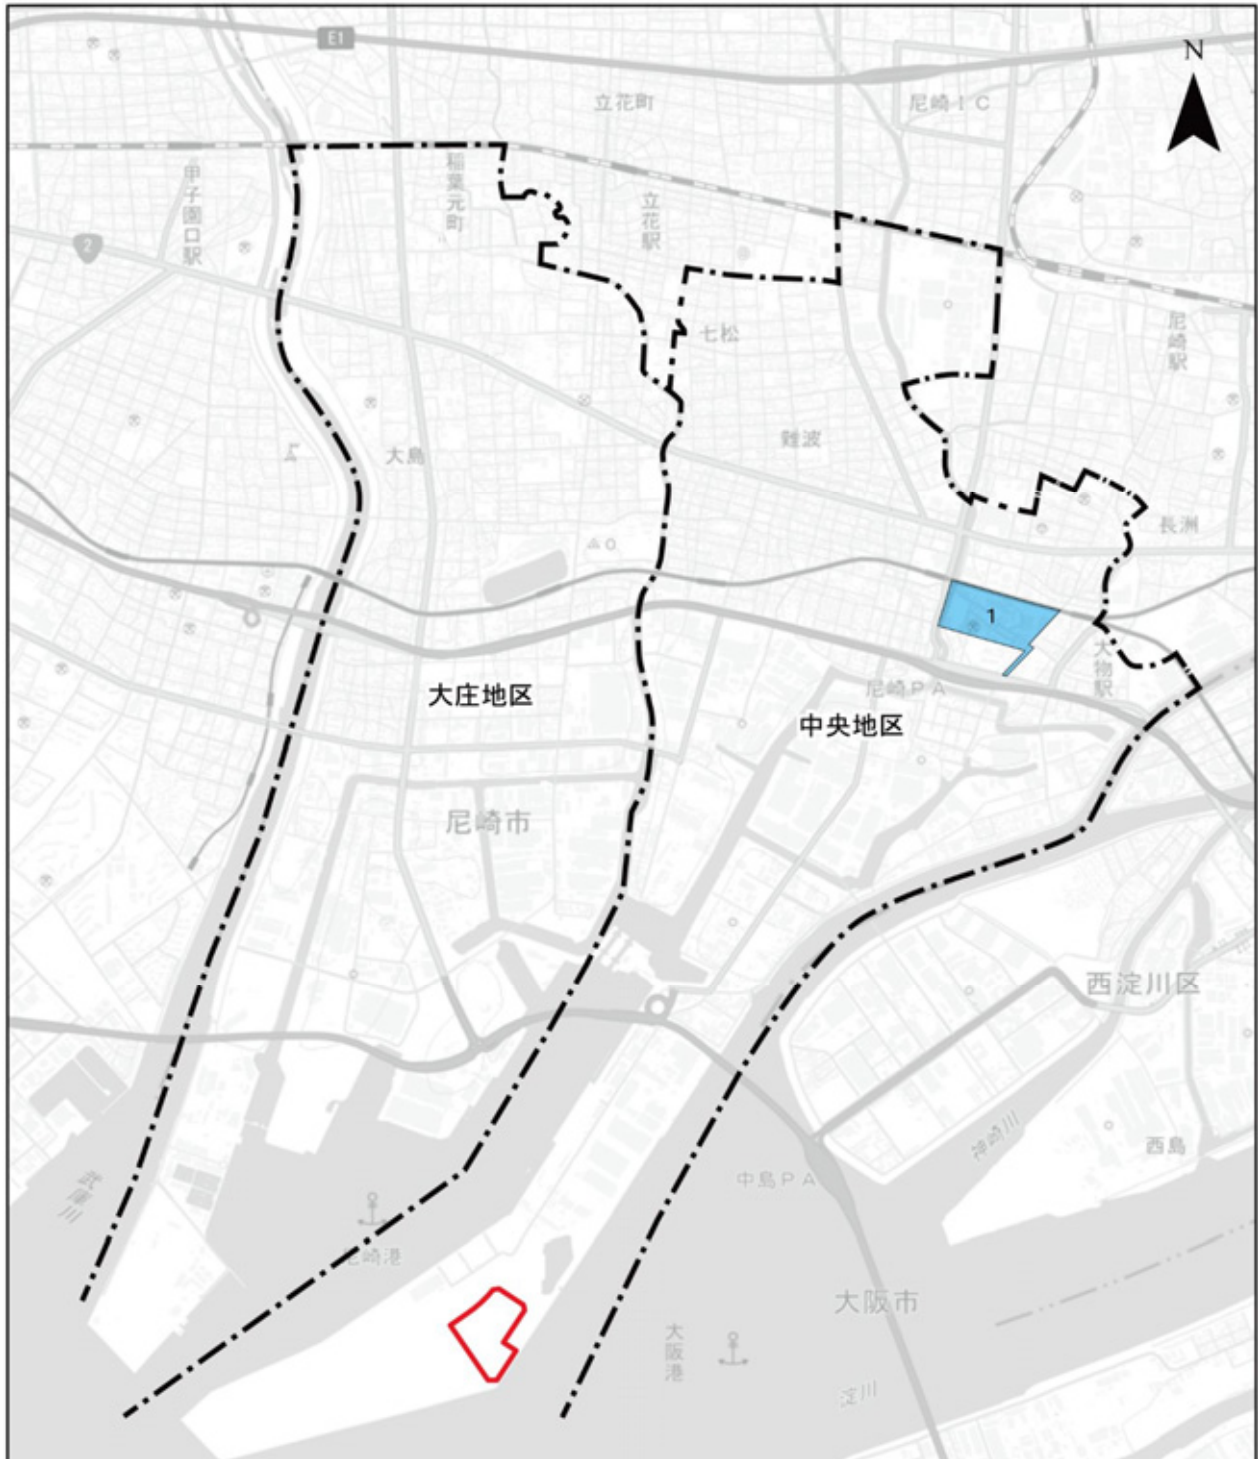 E1
N
立花町
尼崎IC
甲子園口駅
稲葉元町
立花駅
2
七松
尼崎駅
難波
大島
長洲
1
大物駅
尼崎PA
大庄地区
中央地区
尼崎市
西淀川区
神崎川
西島
中島PA
武庫川
尼崎港
大阪市
大阪港
淀川